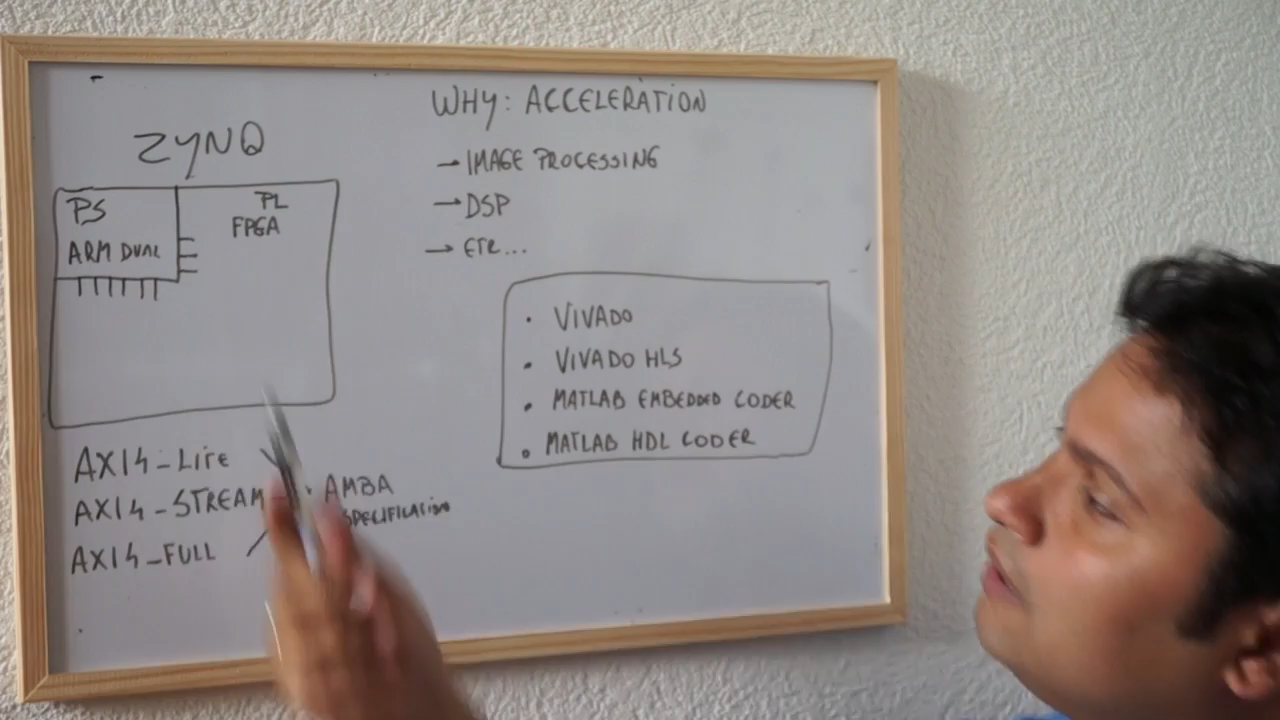 ZYNQ
PS
ARM DUAL
PL
FPGA
AXI4-Lite
AXI4-STREAM
AXI4-FULL
AMBA
SPECIFICATION
WHY: ACCELERATION
→ IMAGE PROCESSING
→ DSP
→ ETC...
• VIVADO
• VIVADO HLS
• MATLAB EMBEDDED CODER
• MATLAB HDL CODER